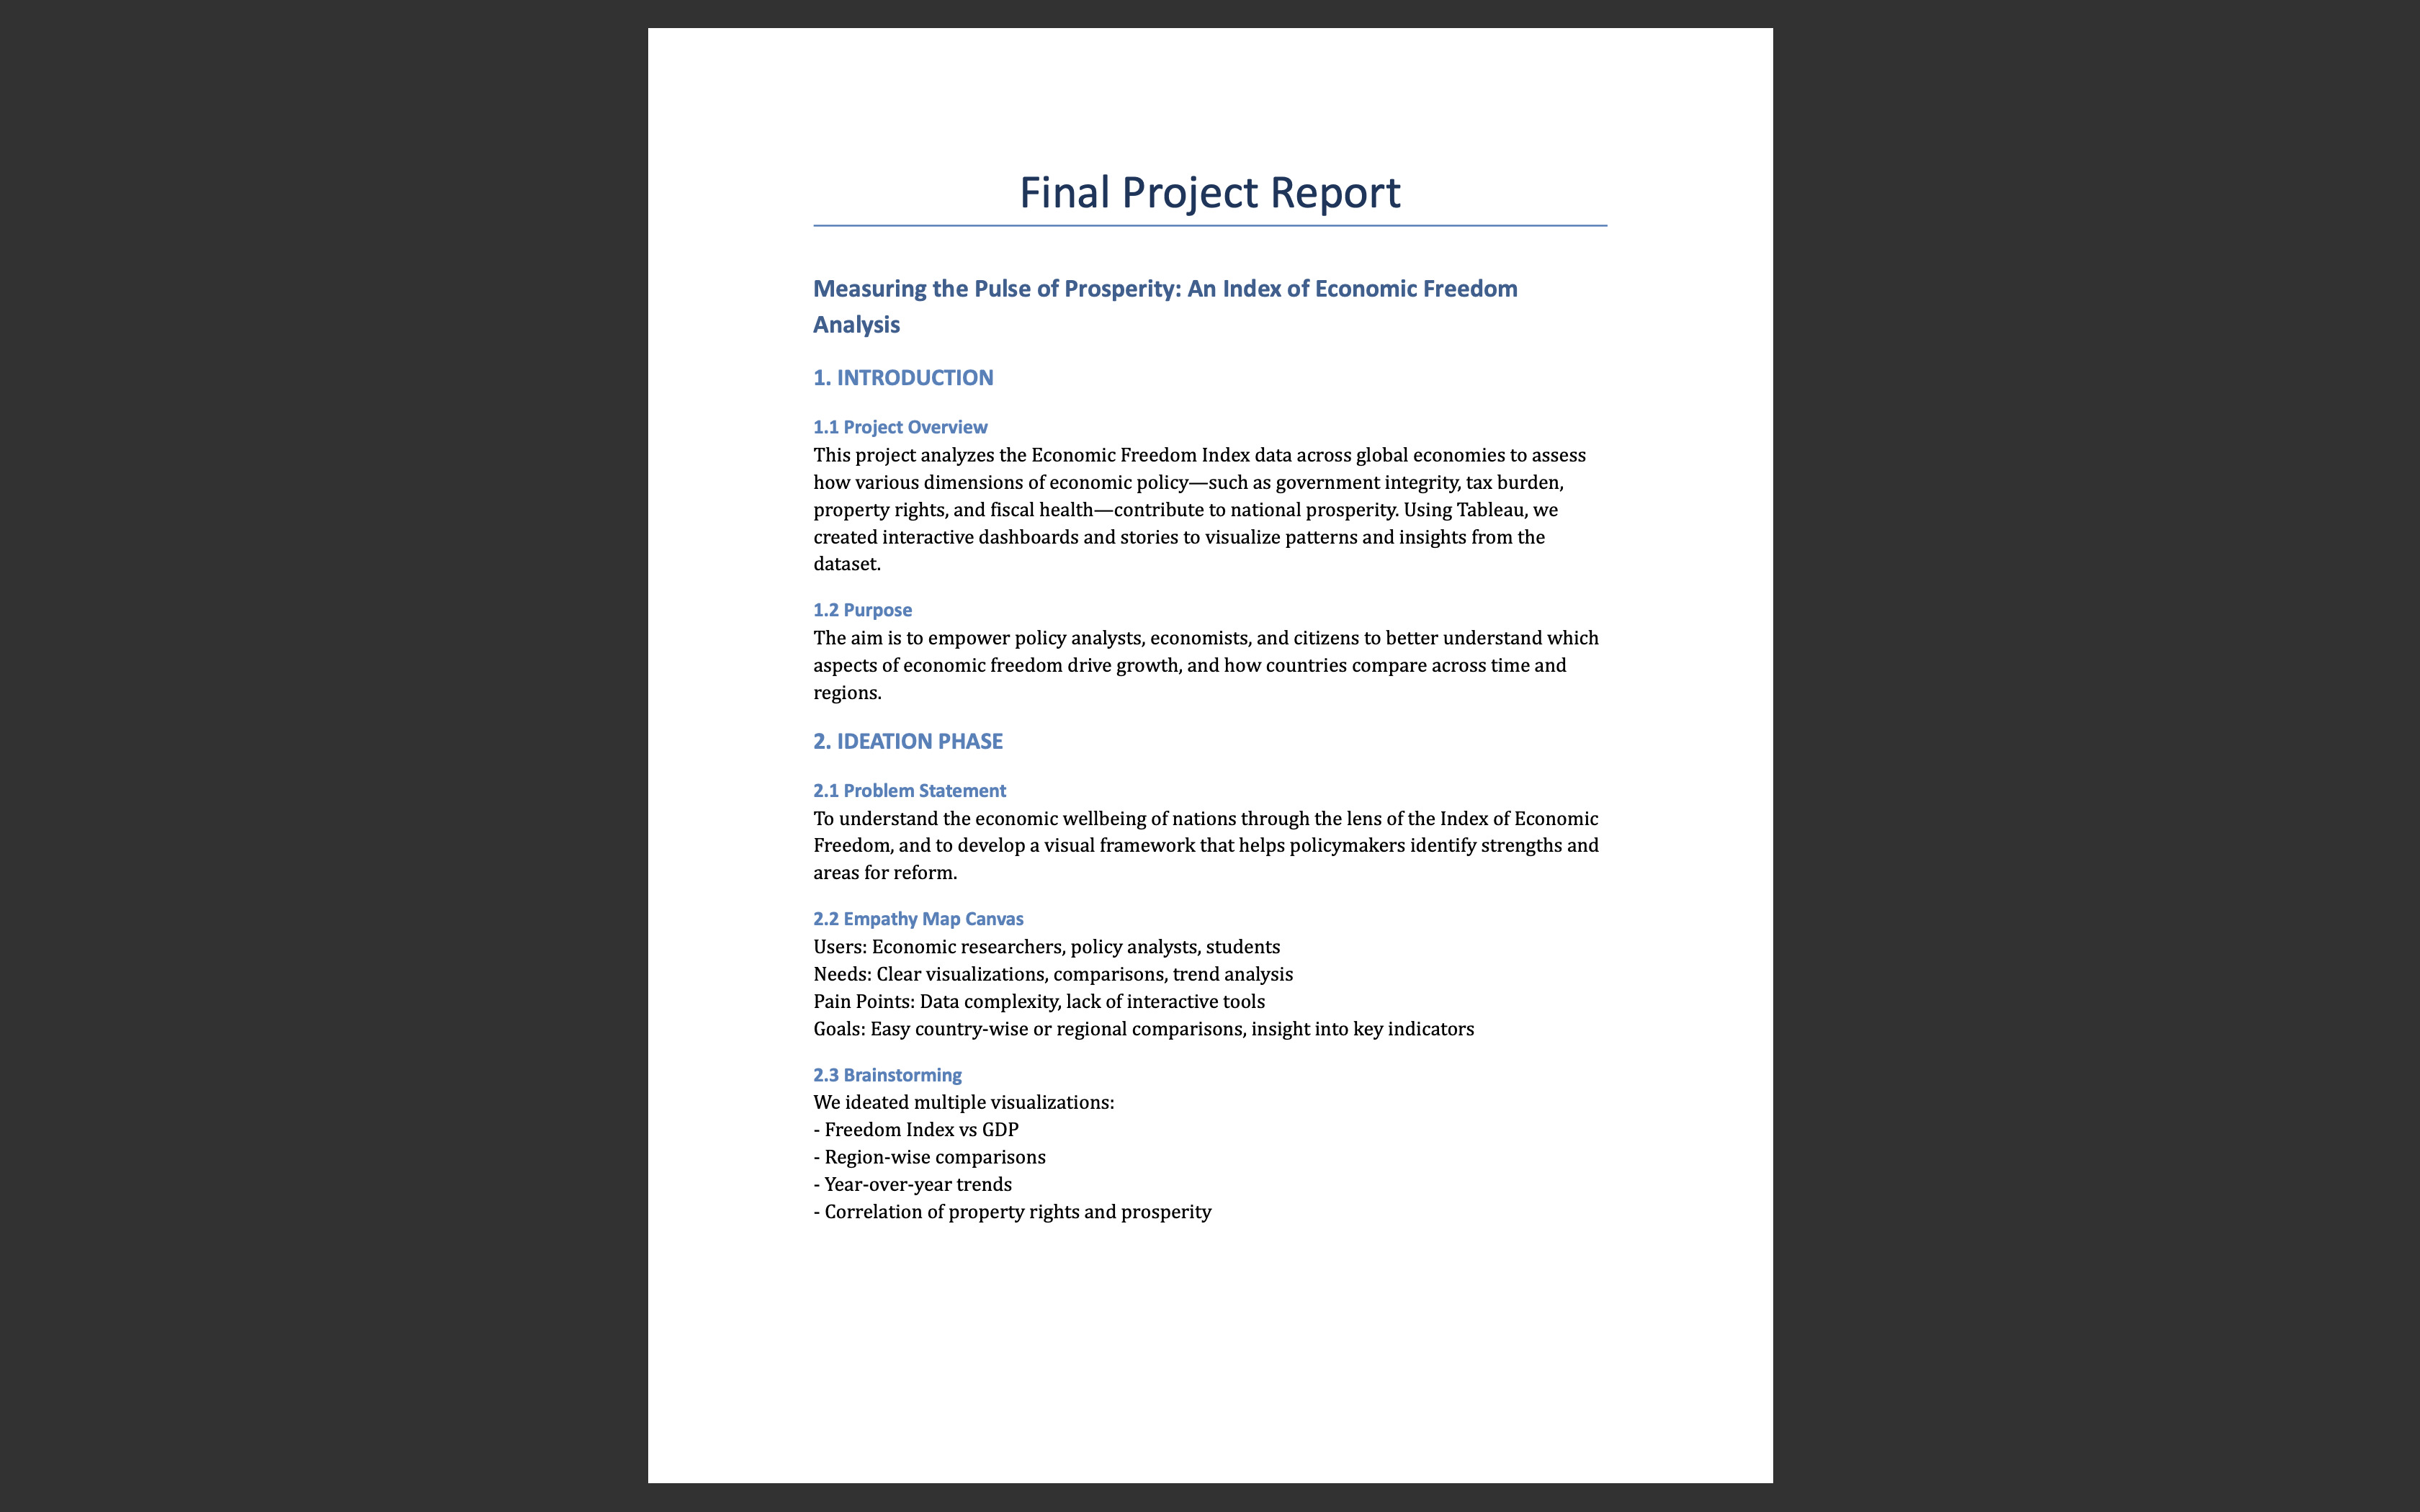 Final Project Report
Measuring the Pulse of Prosperity: An Index of Economic Freedom
Analysis
1. INTRODUCTION
1.1 Project Overview
This project analyzes the Economic Freedom Index data across global economies to assess
how various dimensions of economic policy—such as government integrity, tax burden,
property rights, and fiscal health—contribute to national prosperity. Using Tableau, we
created interactive dashboards and stories to visualize patterns and insights from the
dataset.
1.2 Purpose
The aim is to empower policy analysts, economists, and citizens to better understand which
aspects of economic freedom drive growth, and how countries compare across time and
regions.
2. IDEATION PHASE
2.1 Problem Statement
To understand the economic wellbeing of nations through the lens of the Index of Economic
Freedom, and to develop a visual framework that helps policymakers identify strengths and
areas for reform.
2.2 Empathy Map Canvas
Users: Economic researchers, policy analysts, students
Needs: Clear visualizations, comparisons, trend analysis
Pain Points: Data complexity, lack of interactive tools
Goals: Easy country-wise or regional comparisons, insight into key indicators
2.3 Brainstorming
We ideated multiple visualizations:
- Freedom Index vs GDP
- Region-wise comparisons
- Year-over-year trends
- Correlation of property rights and prosperity